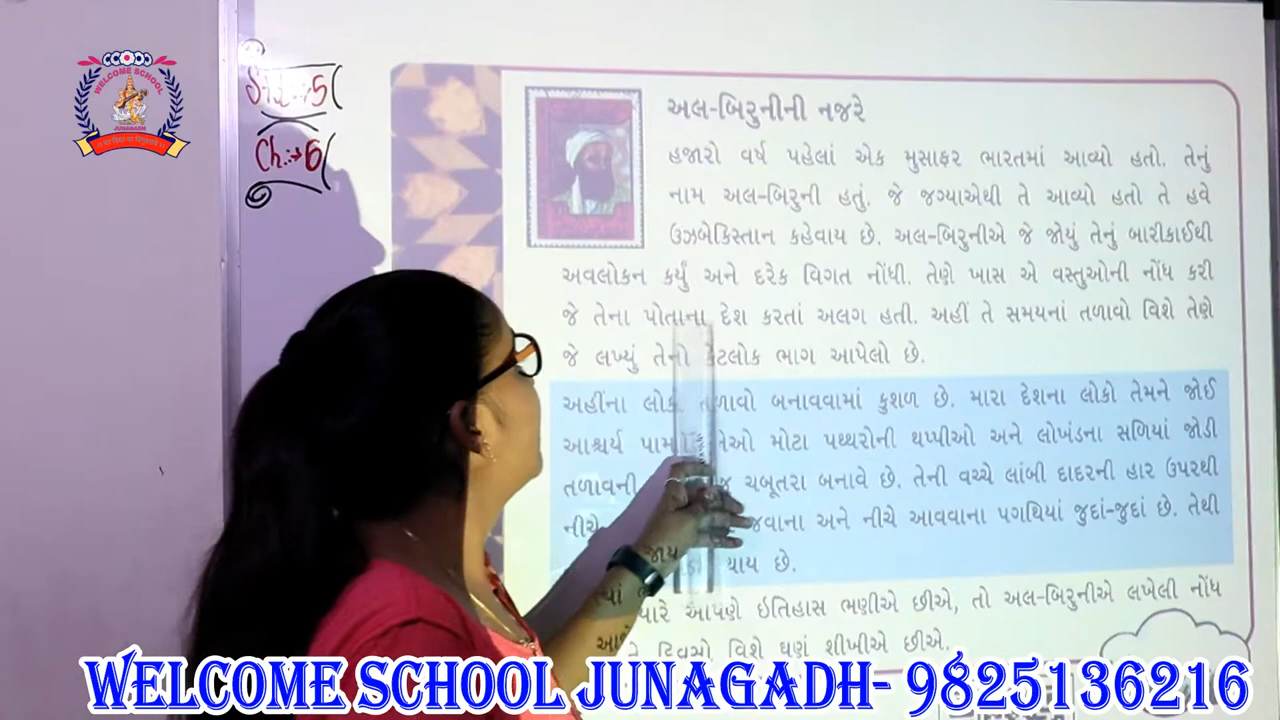 WELCOME SCHOOL
JUNAGADH
Std :→ 5
Ch :→ 6
અલ-બિરુનીની નજરે
હજારો વર્ષ પહેલાં એક મુસાફર ભારતમાં આવ્યો હતો. તેનું
નામ અલ-બિરુની હતું. જે જગ્યાએથી તે આવ્યો હતો તે હવે
ઉઝબેકિસ્તાન કહેવાય છે. અલ-બિરુનીએ જે જોયું તેનું બારીકાઈથી
અવલોકન કર્યું અને દરેક વિગત નોંધી. તેણે ખાસ એ વસ્તુઓની નોંધ કરી
જે તેના પોતાના દેશ કરતાં અલગ હતી. અહીં તે સમયનાં તળાવો વિશે તેણે
જે લખ્યું તેનો કેટલોક ભાગ આપેલો છે.
અહીંના લોકો તળાવો બનાવવામાં કુશળ છે. મારા દેશના લોકો તેમને જોઈ
આશ્ચર્ય પામશે. તેઓ મોટા પથ્થરોની થપ્પીઓ અને લોખંડના સળિયાં જોડી
તળાવની ચબૂતરા બનાવે છે. તેની વચ્ચે લાંબી દાદરની હાર ઉપરથી
નીચે જવાના અને નીચે આવવાના પગથિયાં જુદાં-જુદાં છે. તેથી
થાય છે.
આપણે ઇતિહાસ ભણીએ છીએ, તો અલ-બિરુનીએ લખેલી નોંધ
દિવસો વિશે ઘણું શીખીએ છીએ.
WELCOME SCHOOL JUNAGADH- 9825136216